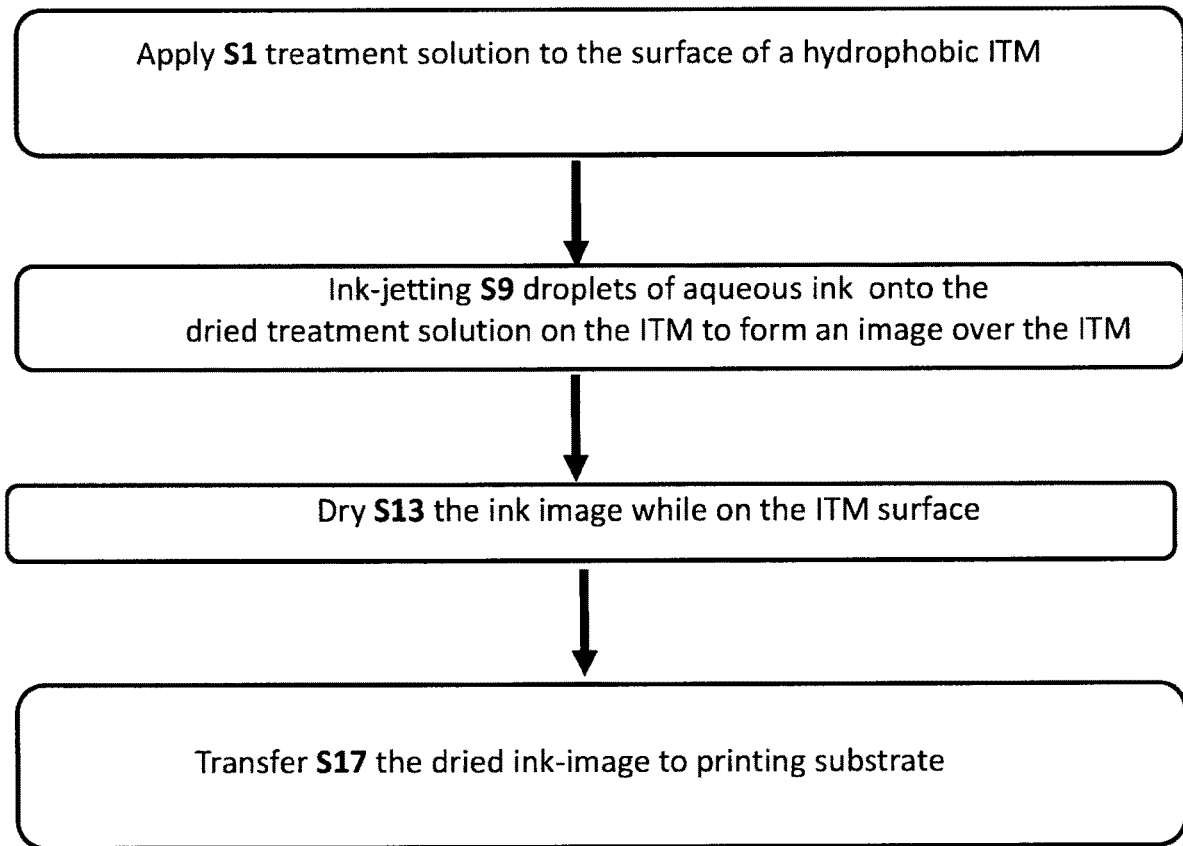 Apply S1 treatment solution to the surface of a hydrophobic ITM
Ink-jetting S9 droplets of aqueous ink onto the
dried treatment solution on the ITM to form an image over the ITM
Dry S13 the ink image while on the ITM surface
Transfer S17 the dried ink-image to printing substrate